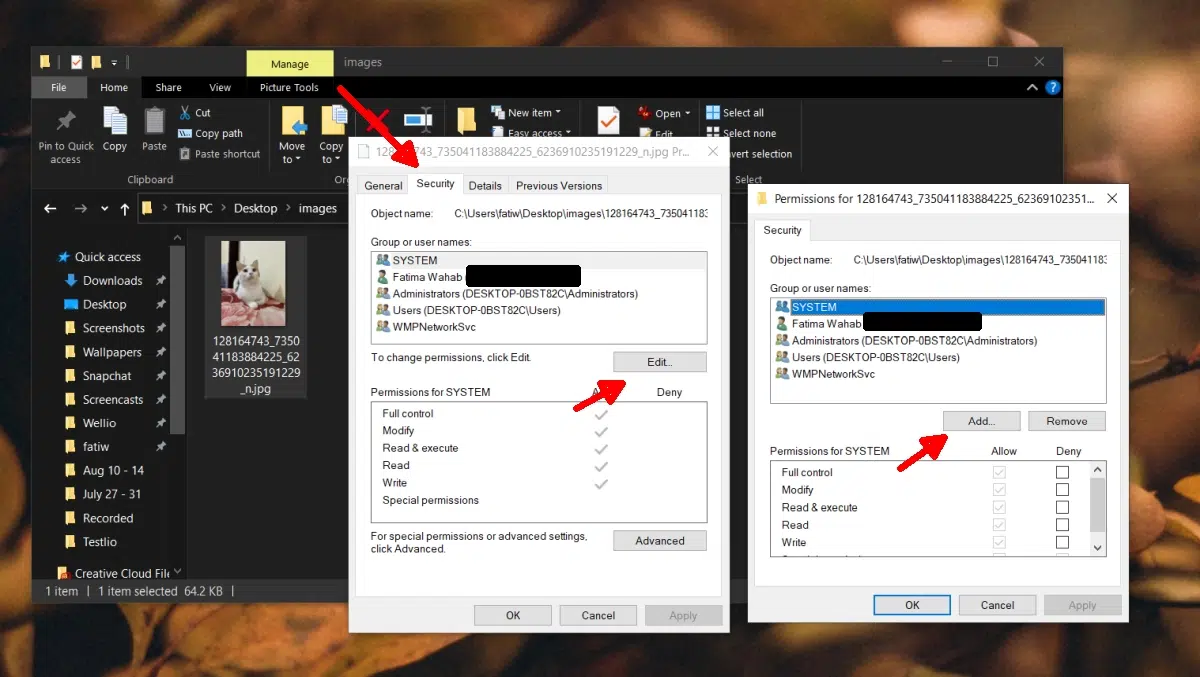 Manage
images
File
Home
Share
View
Picture Tools
Pin to Quick
access
Copy
Paste
Cut
Copy path
Paste shortcut
Clipboard
Move
to
Copy
to
New item
Easy access
Open
Edit
Select all
Select none
Select
This PC
Desktop
images
Quick access
Downloads
Desktop
Screenshots
Wallpapers
Snapchat
Screencasts
Wellio
fatiw
Aug 10 - 14
July 27 - 31
Recorded
Testlio
Creative Cloud File
128164743_7350
41183884225_62
36910235191229
_n.jpg
1 item
1 item selected 64.2 KB
128164743_735041183884225_6236910235191229_n.jpg Pr...
General
Security
Details
Previous Versions
Object name: C:\Users\fatiw\Desktop\images\128164743_7350411838
Group or user names:
SYSTEM
Fatima Wahab
Administrators (DESKTOP-0BST82C\Administrators)
Users (DESKTOP-0BST82C\Users)
WMPNetworkSvc
To change permissions, click Edit.
Edit...
Permissions for SYSTEM
Deny
Full control
Modify
Read & execute
Read
Write
Special permissions
For special permissions or advanced settings,
click Advanced.
Advanced
OK
Cancel
Apply
Permissions for 128164743_735041183884225_62369102351...
Security
Object name: C:\Users\fatiw\Desktop\images\128164743_7350411838
Group or user names:
SYSTEM
Fatima Wahab
Administrators (DESKTOP-0BST82C\Administrators)
Users (DESKTOP-0BST82C\Users)
WMPNetworkSvc
Add...
Remove
Permissions for SYSTEM
Allow
Deny
Full control
Modify
Read & execute
Read
Write
OK
Cancel
Apply